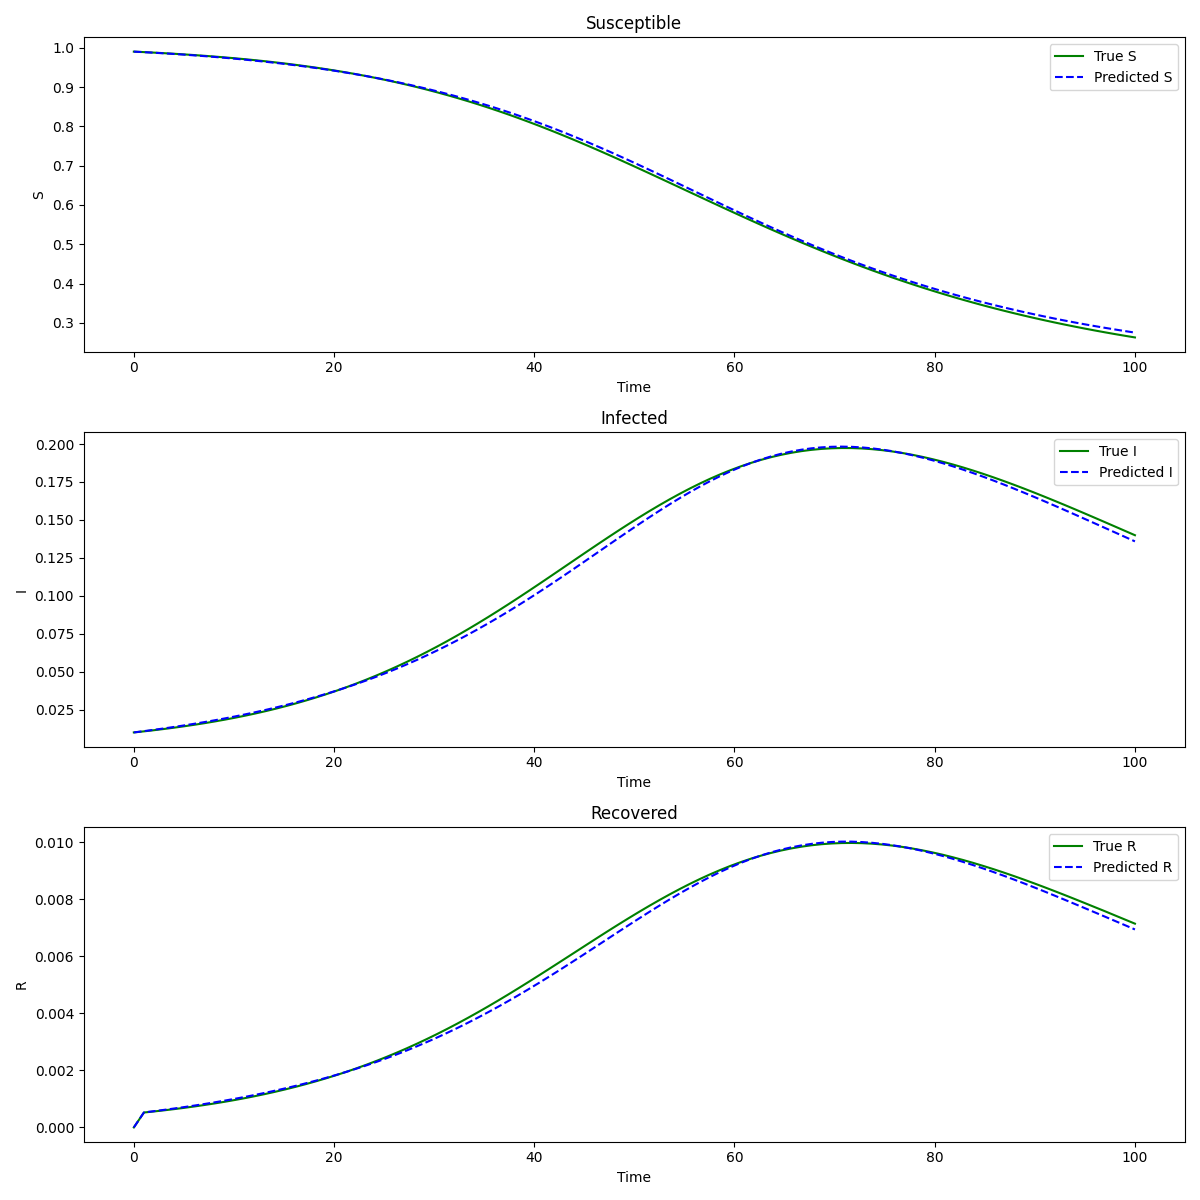 Susceptible
True S
Predicted S
1.0
0.9
0.8
0.7
0.6
0.5
0.4
0.3
S
0 20 40 60 80 100
Time
Infected
True I
Predicted I
0.200
0.175
0.150
0.125
0.100
0.075
0.050
0.025
I
0 20 40 60 80 100
Time
Recovered
True R
Predicted R
0.010
0.008
0.006
0.004
0.002
0.000
R
0 20 40 60 80 100
Time